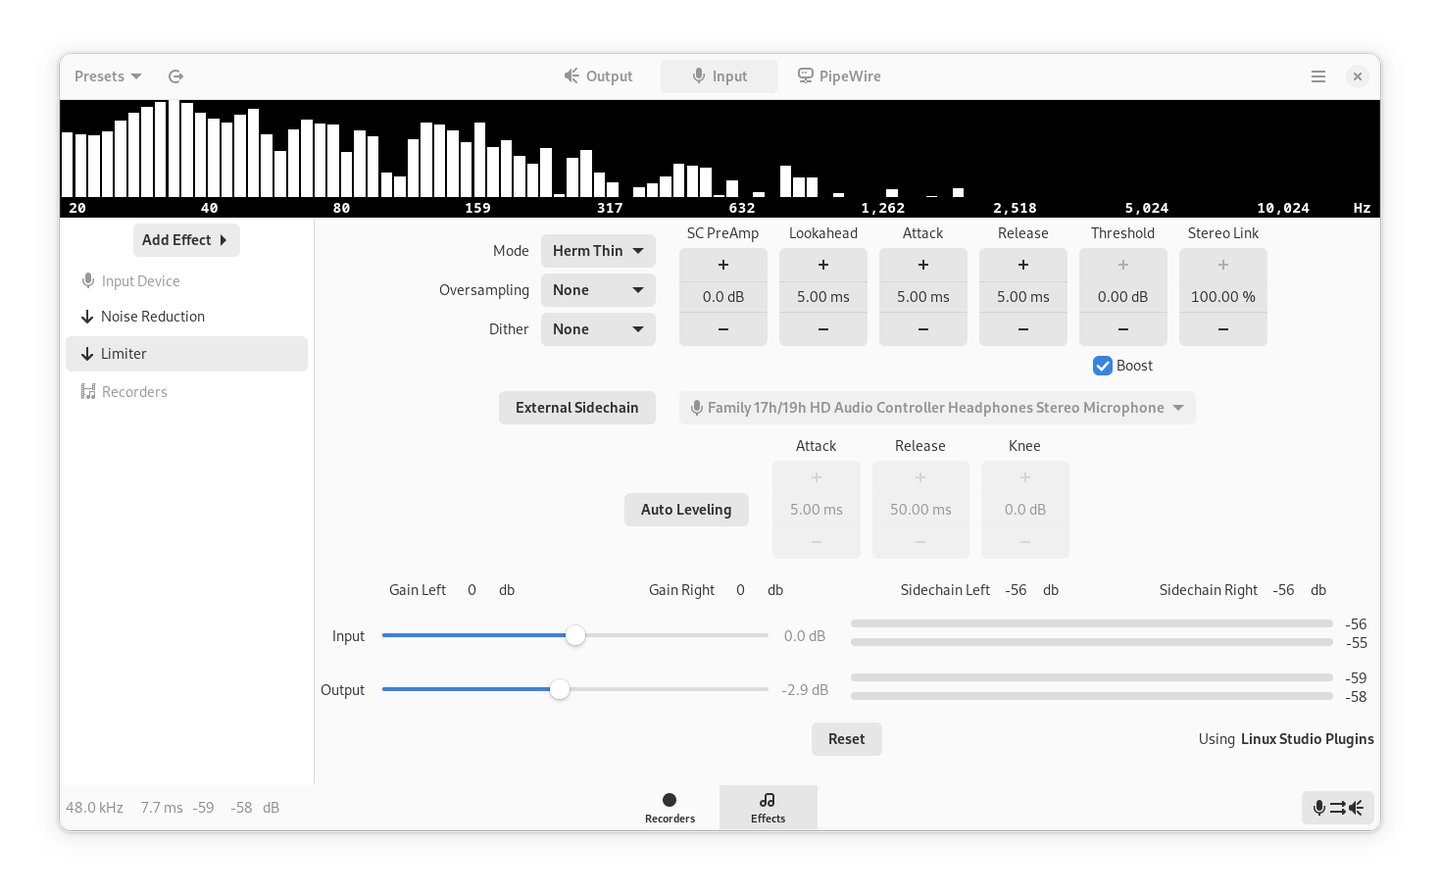 Presets
Output
Input
PipeWire
20 40 80 159 317 632 1,262 2,518 5,024 10,024 Hz
Add Effect
Input Device
Noise Reduction
Limiter
Recorders
Mode Herm Thin
Oversampling None
Dither None
SC PreAmp Lookahead Attack Release Threshold Stereo Link
+ + + + + +
0.0 dB 5.00 ms 5.00 ms 5.00 ms 0.00 dB 100.00 %
− − − − − −
Boost
External Sidechain Family 17h/19h HD Audio Controller Headphones Stereo Microphone
Attack Release Knee
+ + +
Auto Leveling 5.00 ms 50.00 ms 0.0 dB
− − −
Gain Left 0 db Gain Right 0 db Sidechain Left -56 db Sidechain Right -56 db
Input 0.0 dB -56
-55
Output -2.9 dB -59
-58
Reset
Using Linux Studio Plugins
48.0 kHz 7.7 ms -59 -58 dB
Recorders
Effects